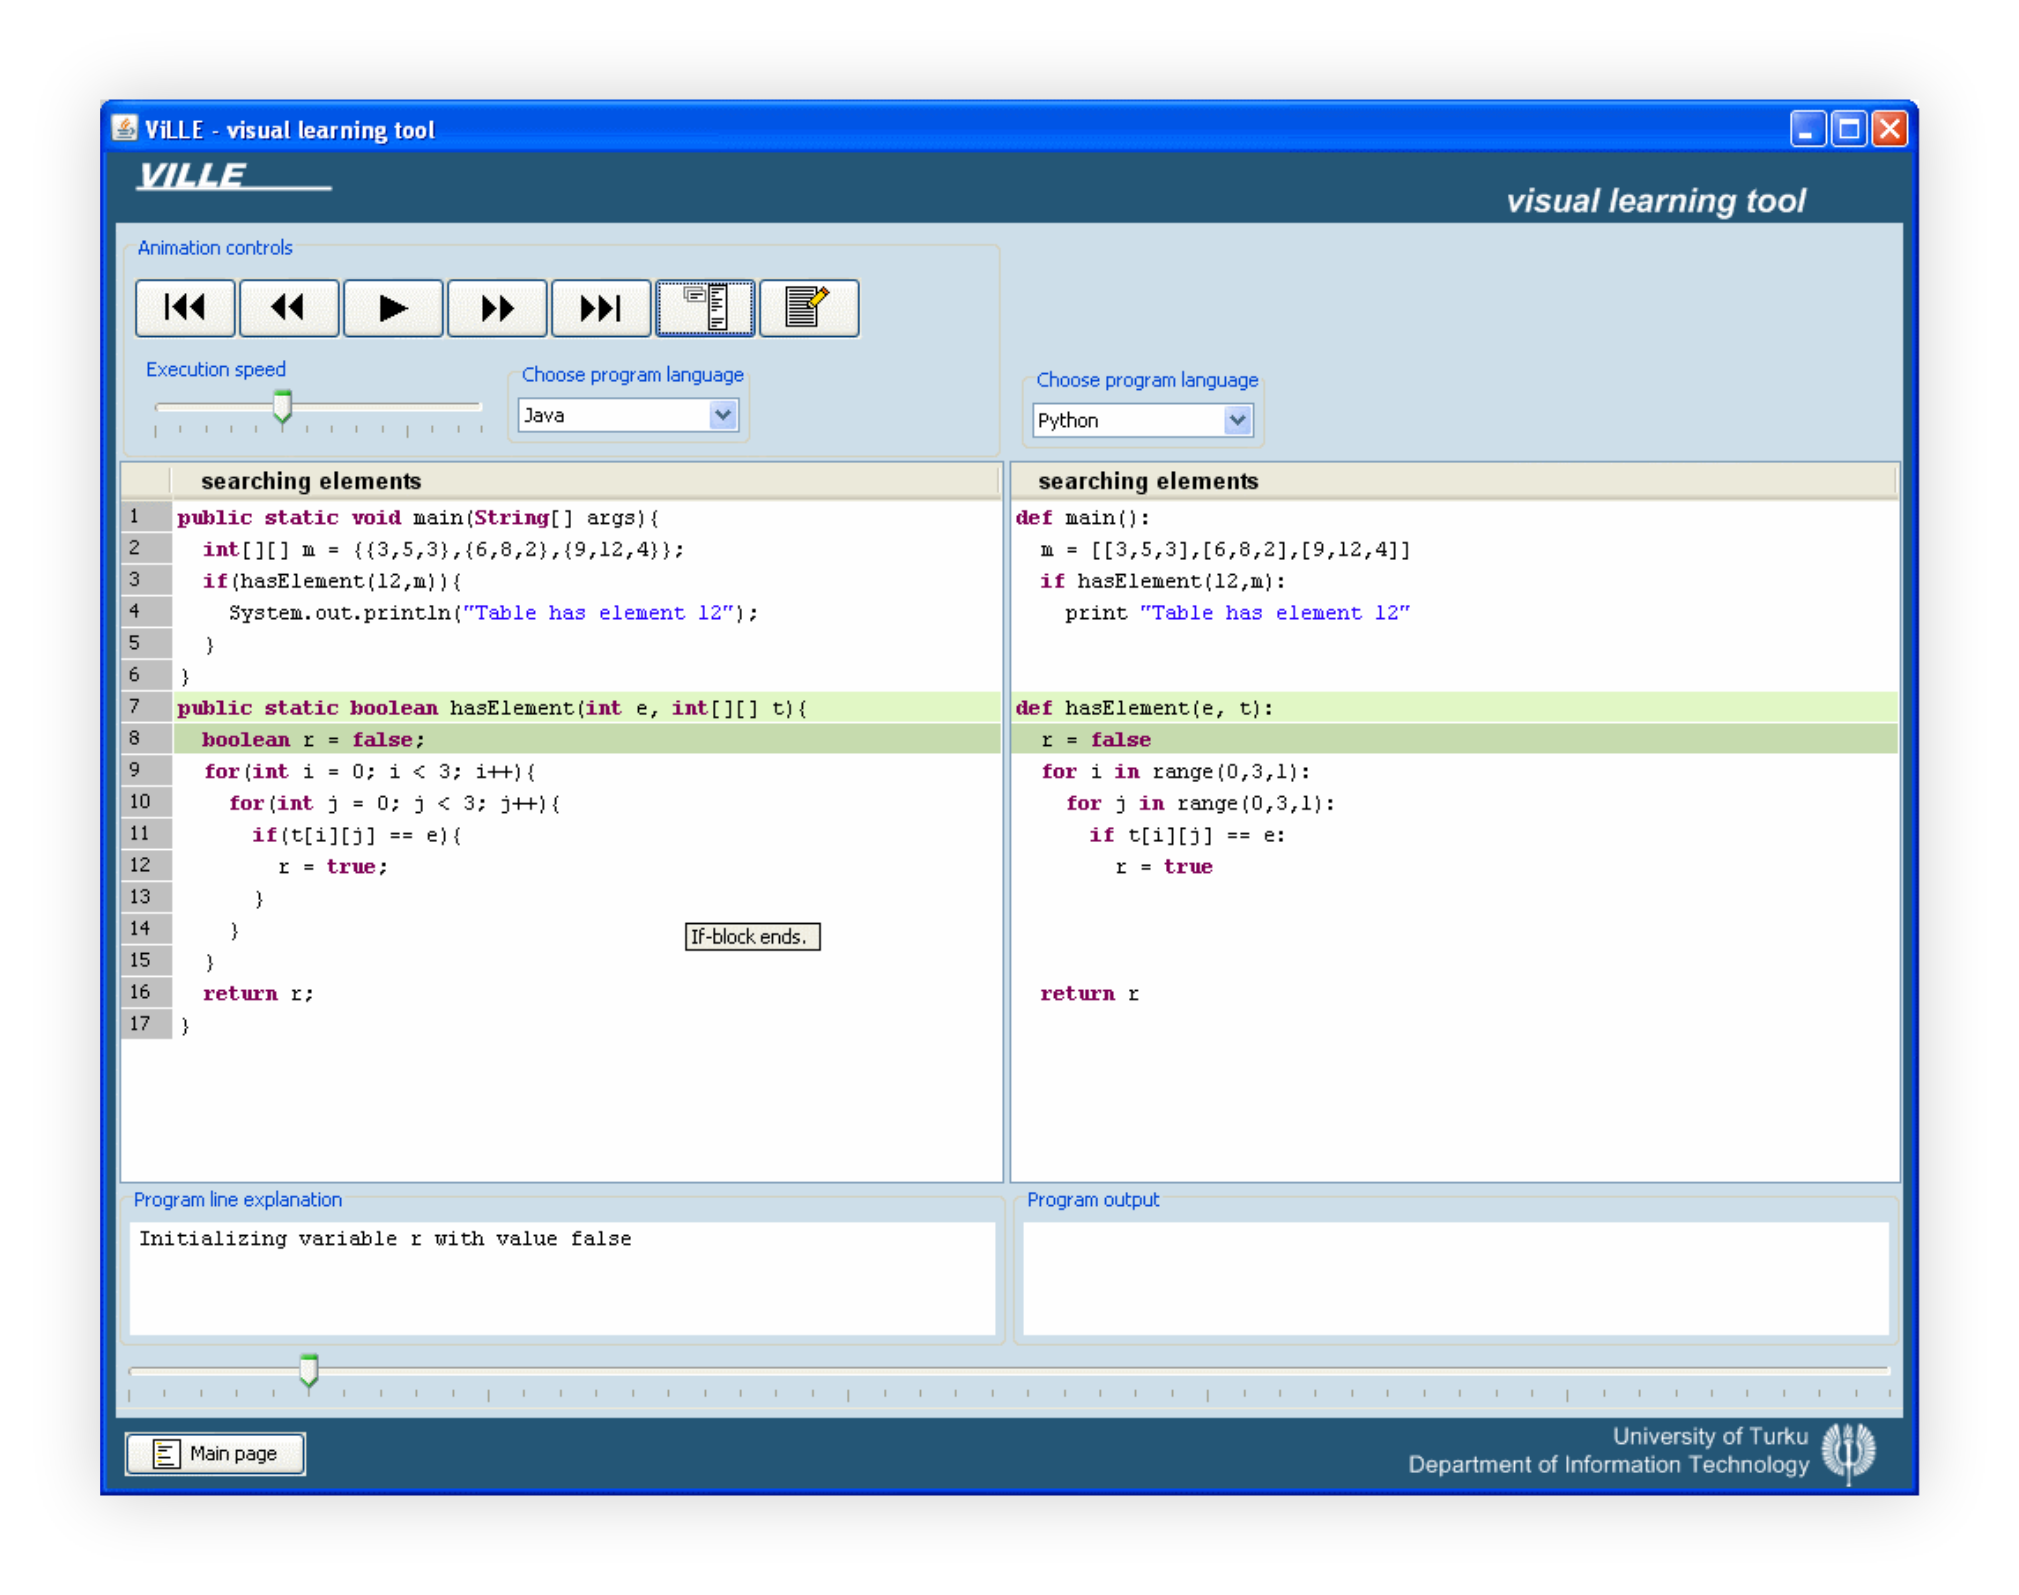 ViLLE - visual learning tool
VILLE
visual learning tool
Animation controls
Execution speed
Choose program language
Java
Choose program language
Python
searching elements
1 public static void main(String[] args){
2 int[][] m = {{3,5,3},{6,8,2},{9,12,4}};
3 if(hasElement(12,m)){
4 System.out.println("Table has element 12");
5 }
6 }
7 public static boolean hasElement(int e, int[][] t){
8 boolean r = false;
9 for(int i = 0; i < 3; i++){
10 for(int j = 0; j < 3; j++){
11 if(t[i][j] == e){
12 r = true;
13 }
14 }
If-block ends.
15 }
16 return r;
17 }
searching elements
def main():
m = [[3,5,3],[6,8,2],[9,12,4]]
if hasElement(12,m):
print "Table has element 12"
def hasElement(e, t):
r = false
for i in range(0,3,1):
for j in range(0,3,1):
if t[i][j] == e:
r = true
return r
Program line explanation
Initializing variable r with value false
Program output
Main page
University of Turku
Department of Information Technology